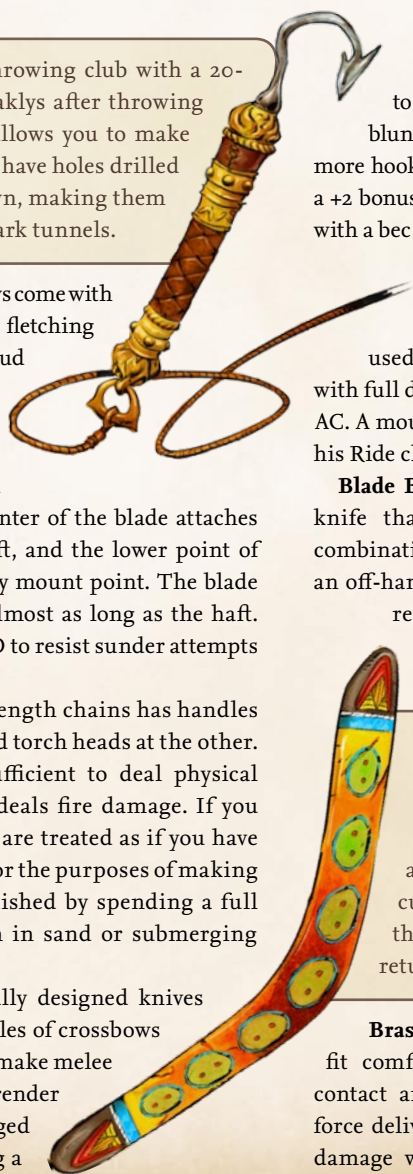 hrowing club with a 20-
aklys after throwing
llows you to make
have holes drilled
vn, making them
ark tunnels.
ys come with
fletching
ud
nter of the blade attaches
ft, and the lower point of
y mount point. The blade
lmost as long as the haft.
to resist sunder attempts
ength chains has handles
d torch heads at the other.
ufficient to deal physical
deals fire damage. If you
are treated as if you have
or the purposes of making
ished by spending a full
n in sand or submerging
lly designed knives
les of crossbows
make melee
render
ged
g a
to
blun
more hook
a +2 bonus
with a bec
used
with full d
AC. A mou
his Ride cl
Blade B
knife tha
combinati
an off-han
re
a
cu
th
retu
Bras
fit comf
contact an
force deliv
damage w